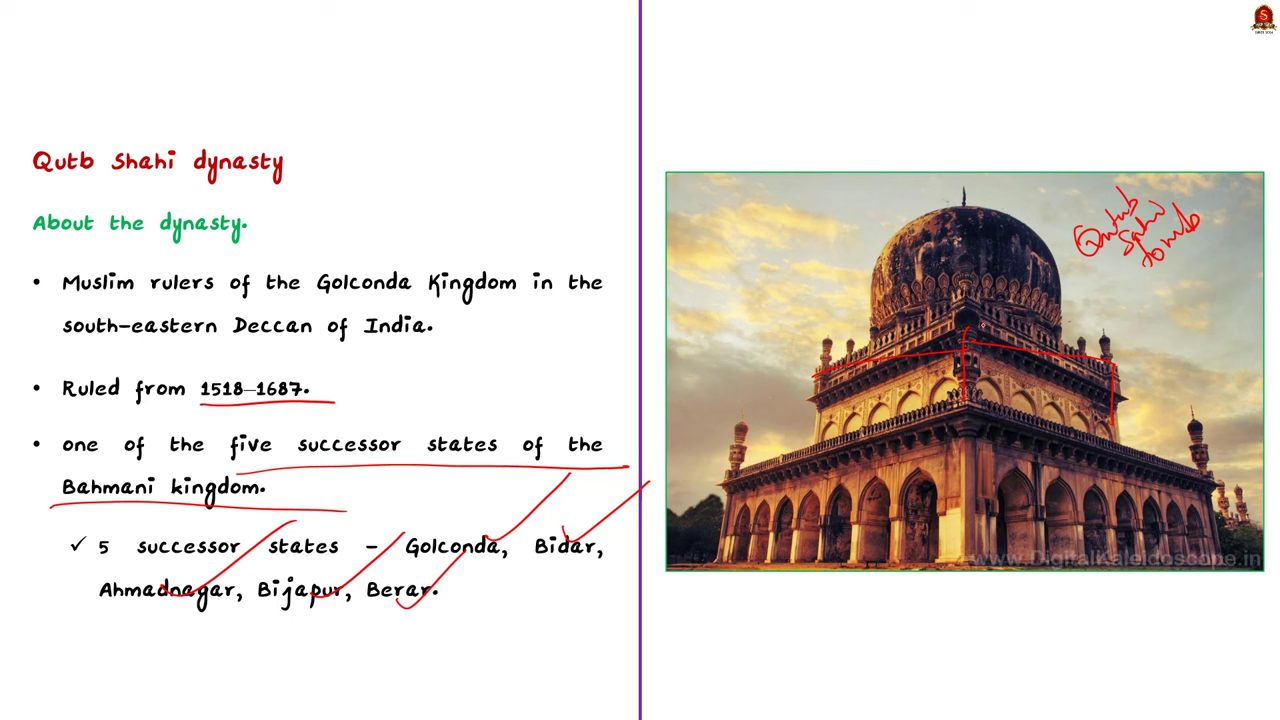 Qutb Shahi dynasty
About the dynasty.
• Muslim rulers of the Golconda Kingdom in the
south-eastern Deccan of India.
• Ruled from 1518–1687.
• one of the five successor states of the
Bahmani kingdom.
✓ 5 successor states - Golconda, Bidar,
Ahmadnagar, Bijapur, Berar.
Qutub
Sahi
tomb
www.DigitalKaleidoscope.in